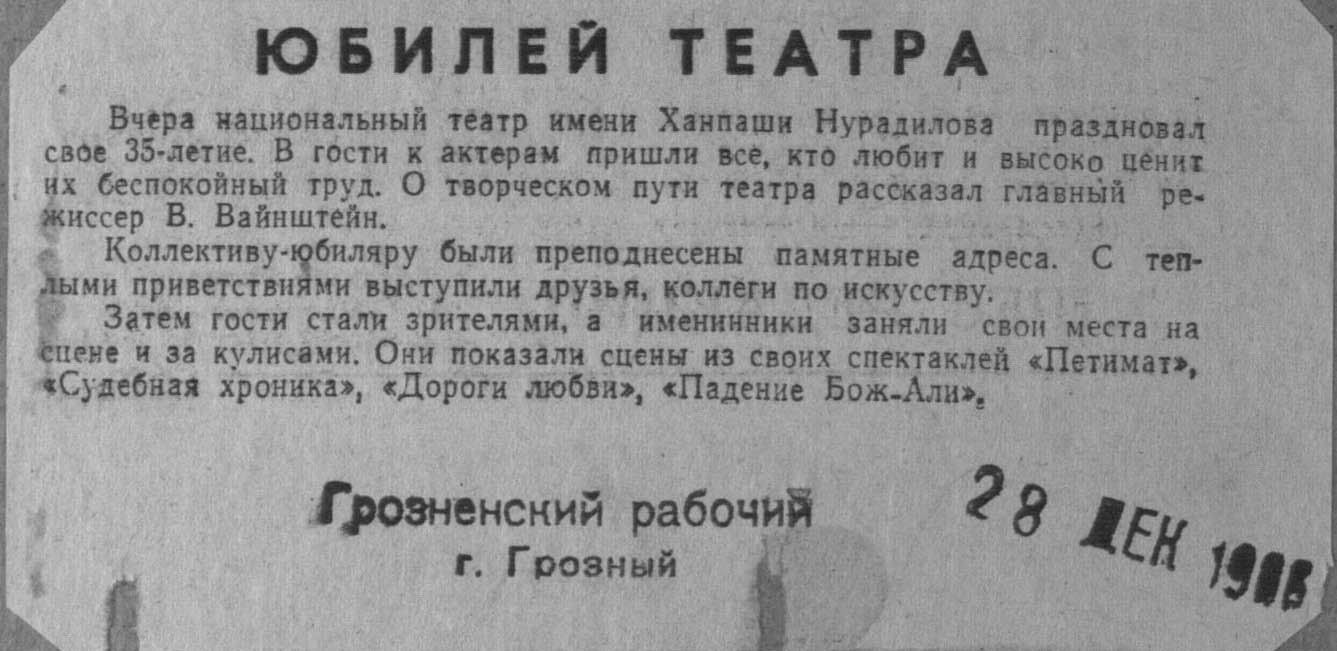 ЮБИЛЕЙ ТЕАТРА
Вчера национальный театр имени Ханпаши Нурадилова праздновал
свое 35-летие. В гости к актерам пришли все, кто любит и высоко ценит
их беспокойный труд. О творческом пути театра рассказал главный ре-
жиссер В. Вайнштейн.
Коллективу-юбиляру были преподнесены памятные адреса. С теп-
лыми приветствиями выступили друзья, коллеги по искусству.
Затем гости стали зрителями, а именинники заняли свои места на
сцене и за кулисами. Они показали сцены из своих спектаклей «Петимат»,
«Судебная хроника», «Дороги любви», «Падение Бож-Али».
Грозненский рабочий
г. Грозный
28 ДЕК